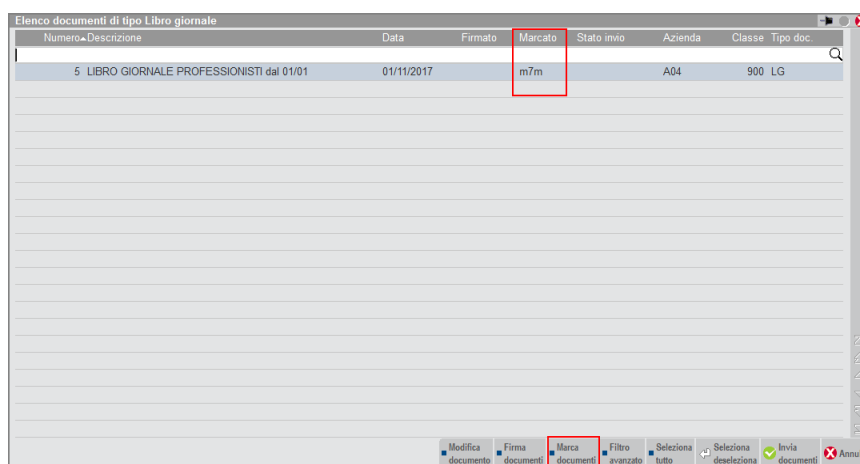 Elenco documenti di tipo Libro giornale
Numero Descrizione Data Firmato Marcato Stato invio Azienda Classe Tipo doc.
5 LIBRO GIORNALE PROFESSIONISTI dal 01/01 01/11/2017 m7m A04 900 LG
Modifica documento Firma documenti Marca documenti Filtro avanzato Seleziona tutto Seleziona deseleziona Invia documenti Annu